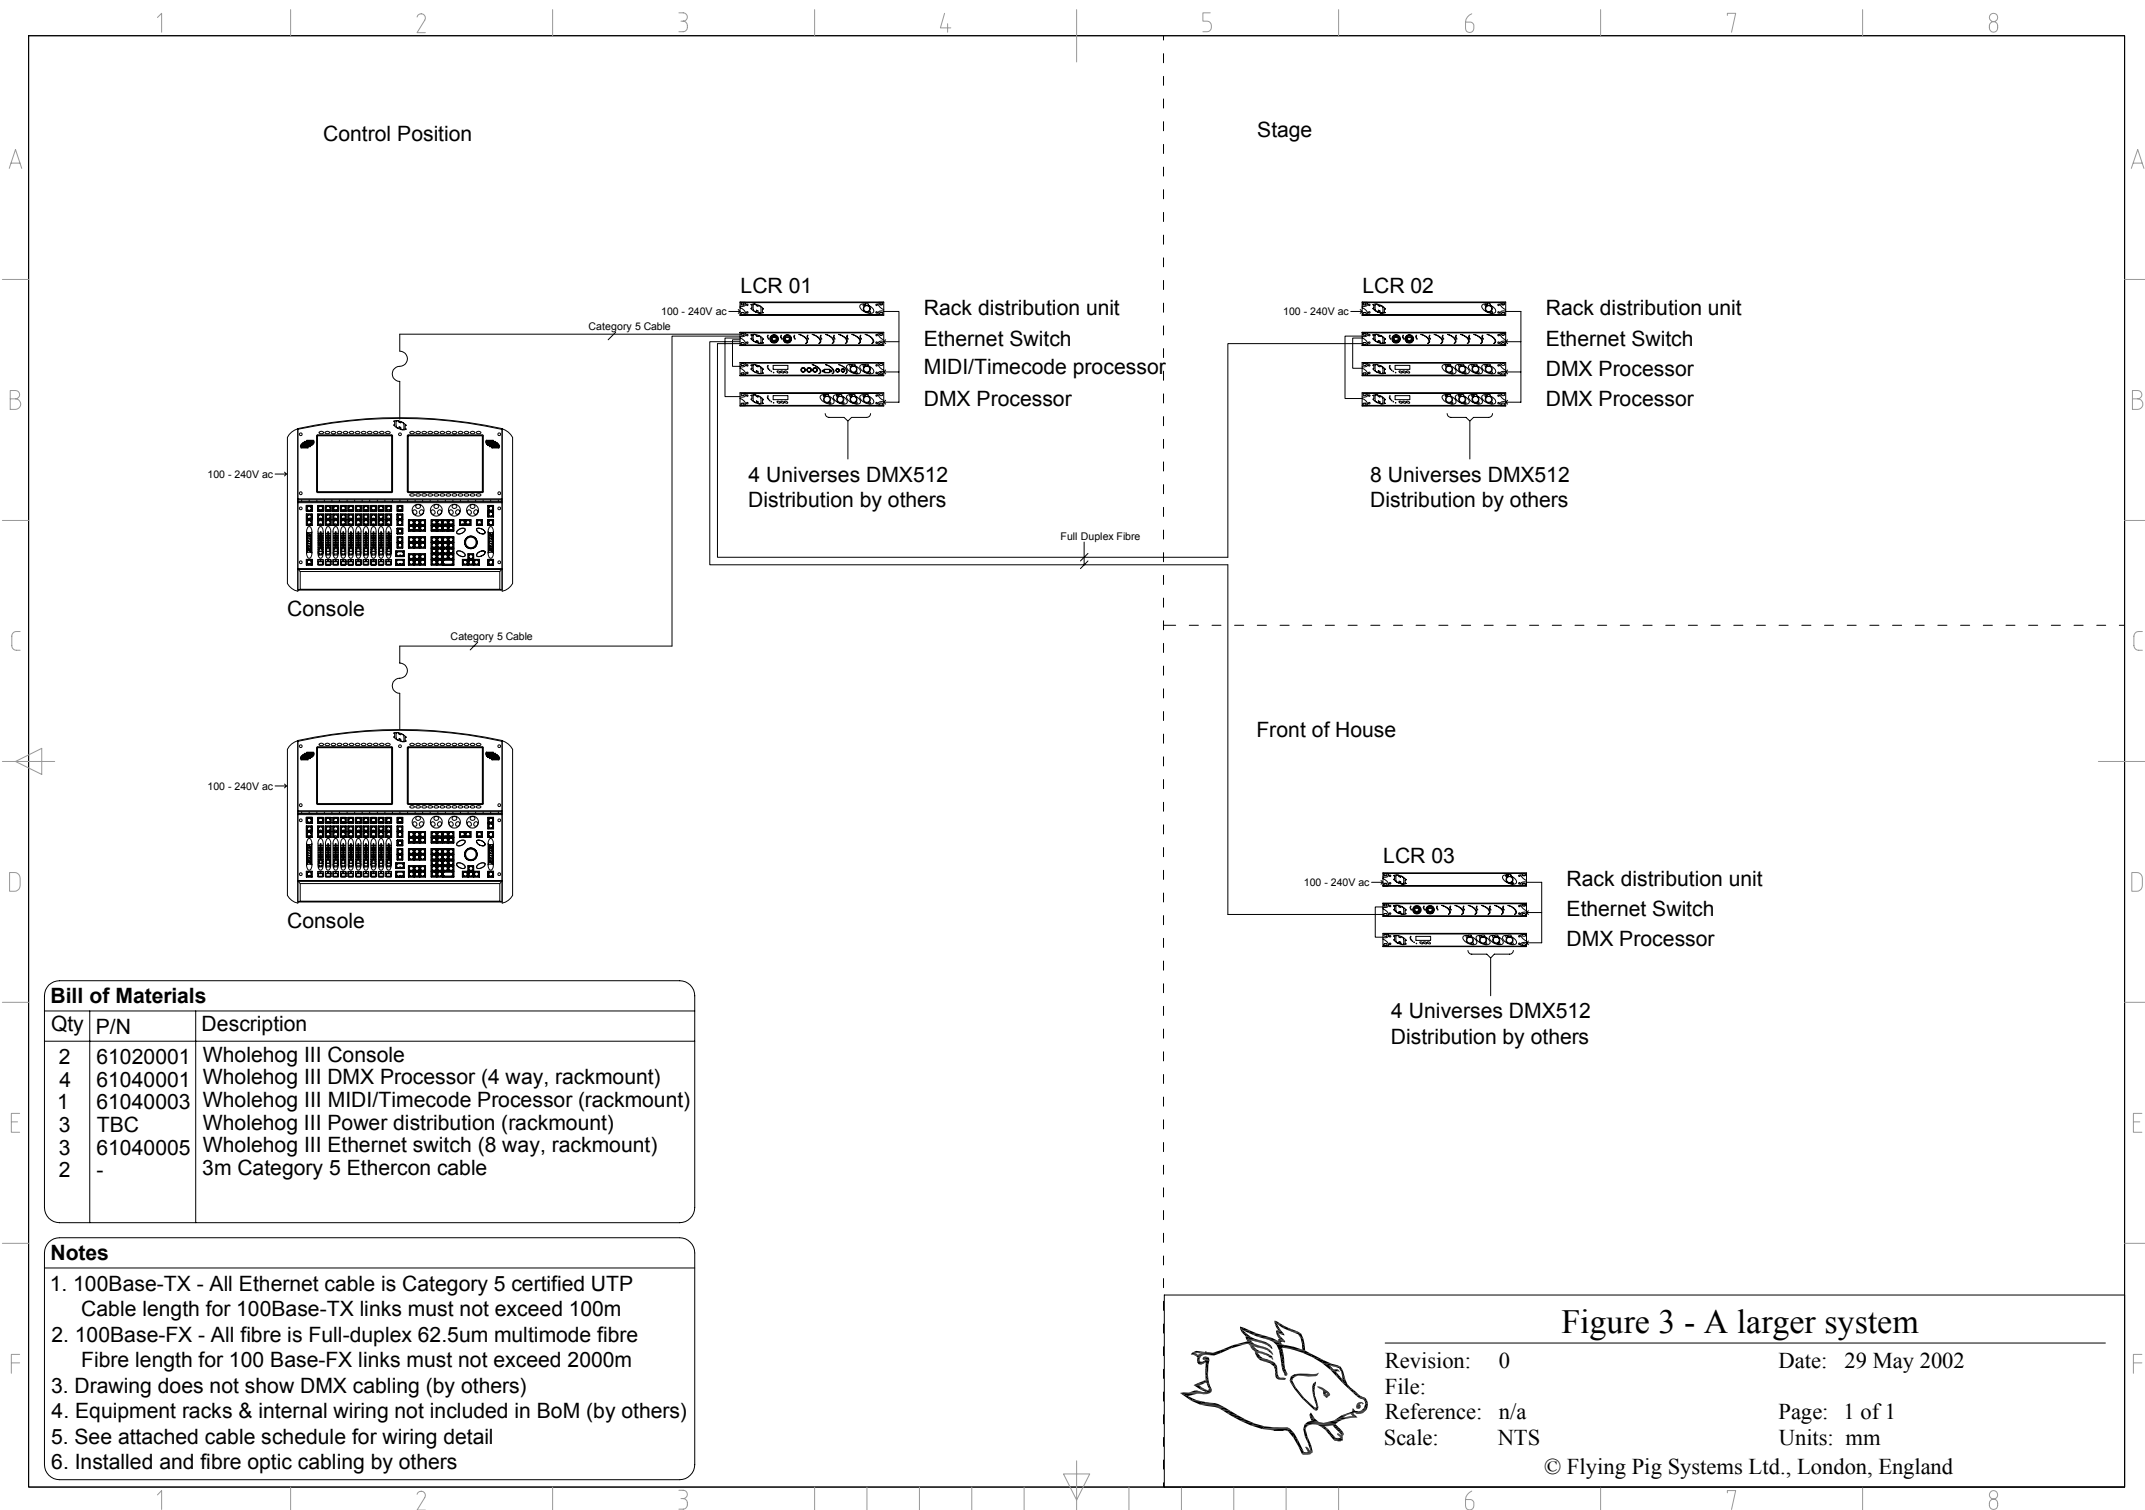 1 2 3 4 5 6 7 8
A A
B B
C C
D D
E E
F F
Control Position
Stage
LCR 01
100 - 240V ac
Rack distribution unit
Category 5 Cable
Ethernet Switch
MIDI/Timecode processor
DMX Processor
4 Universes DMX512
Distribution by others
LCR 02
100 - 240V ac
Rack distribution unit
Ethernet Switch
DMX Processor
DMX Processor
8 Universes DMX512
Distribution by others
100 - 240V ac
Console
Full Duplex Fibre
Category 5 Cable
100 - 240V ac
Console
Front of House
LCR 03
100 - 240V ac
Rack distribution unit
Ethernet Switch
DMX Processor
4 Universes DMX512
Distribution by others
Bill of Materials
Qty P/N Description
2 61020001 Wholehog III Console
4 61040001 Wholehog III DMX Processor (4 way, rackmount)
1 61040003 Wholehog III MIDI/Timecode Processor (rackmount)
3 TBC Wholehog III Power distribution (rackmount)
3 61040005 Wholehog III Ethernet switch (8 way, rackmount)
2 - 3m Category 5 Ethercon cable
Notes
1. 100Base-TX - All Ethernet cable is Category 5 certified UTP
Cable length for 100Base-TX links must not exceed 100m
2. 100Base-FX - All fibre is Full-duplex 62.5um multimode fibre
Fibre length for 100 Base-FX links must not exceed 2000m
3. Drawing does not show DMX cabling (by others)
4. Equipment racks & internal wiring not included in BoM (by others)
5. See attached cable schedule for wiring detail
6. Installed and fibre optic cabling by others
Figure 3 - A larger system
Revision: 0 Date: 29 May 2002
File:
Reference: n/a Page: 1 of 1
Scale: NTS Units: mm
© Flying Pig Systems Ltd., London, England
1 2 3 6 7 8